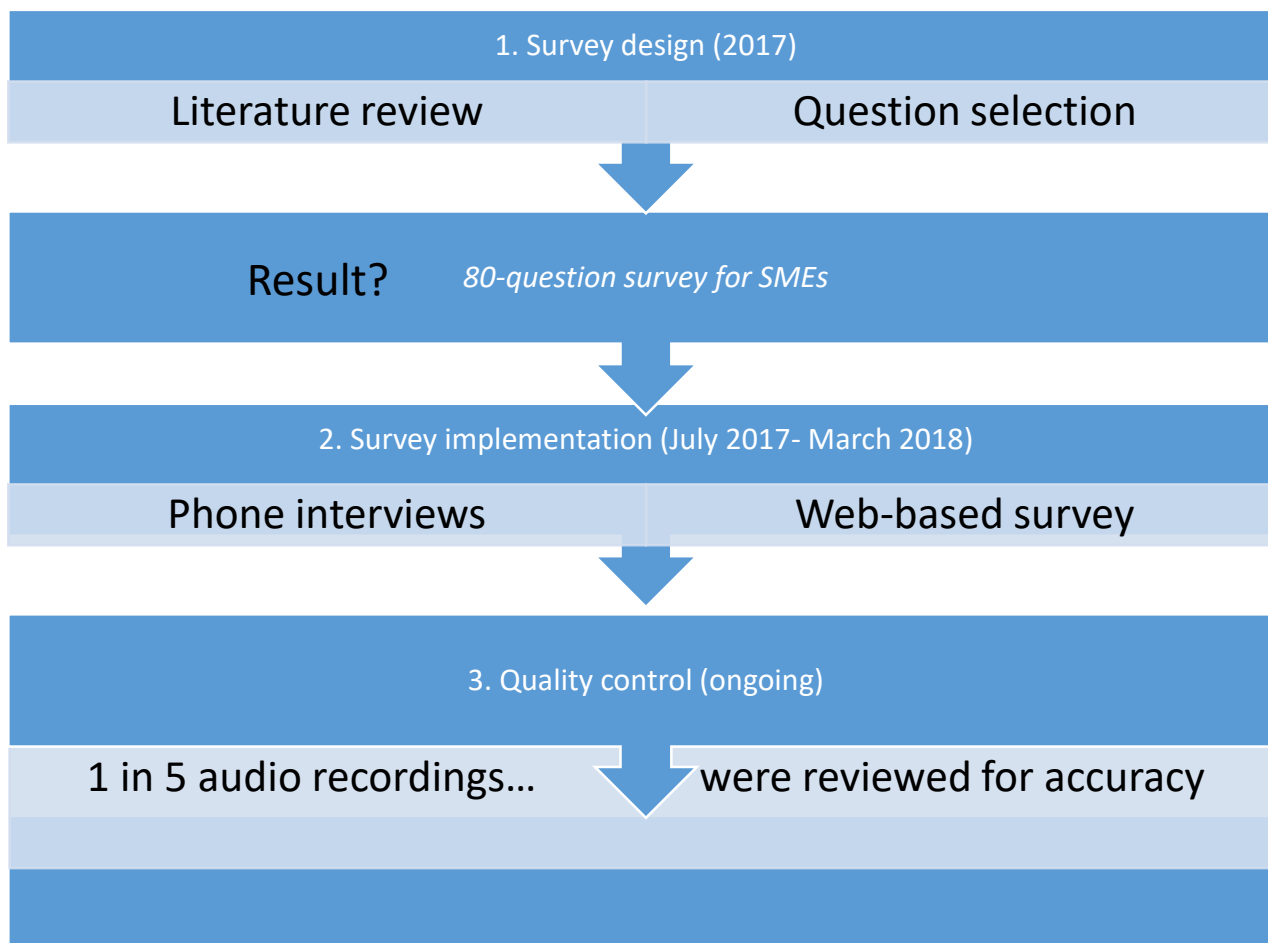 1. Survey design (2017)
Literature review
Question selection
Result?
80-question survey for SMEs
2. Survey implementation (July 2017- March 2018)
Phone interviews
Web-based survey
3. Quality control (ongoing)
1 in 5 audio recordings…
were reviewed for accuracy